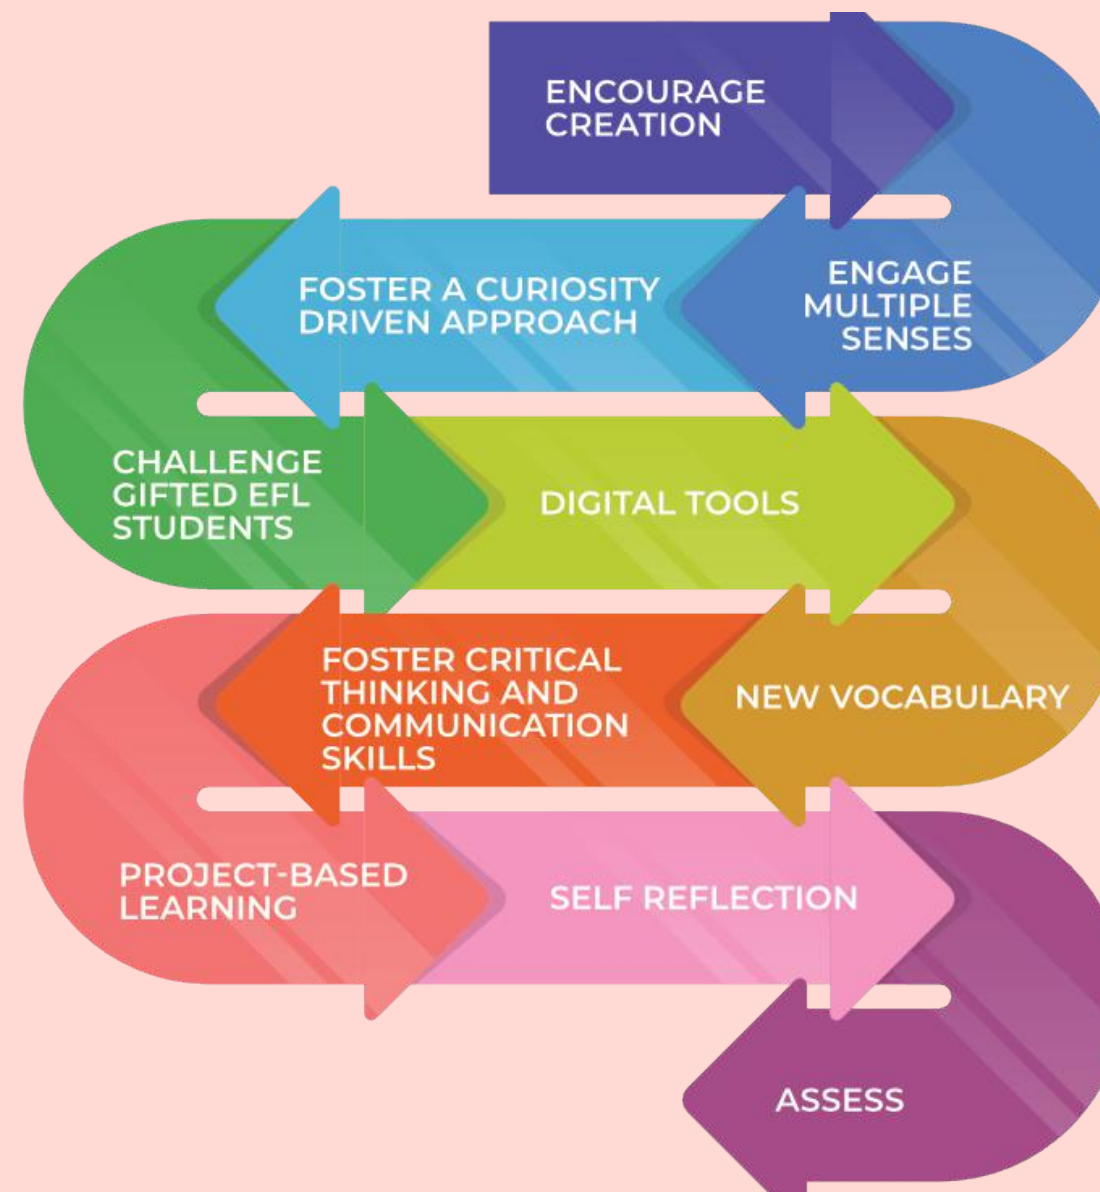 ENCOURAGE
CREATION
ENGAGE
MULTIPLE
SENSES
FOSTER A CURIOSITY
DRIVEN APPROACH
CHALLENGE
GIFTED EFL
STUDENTS
DIGITAL TOOLS
NEW VOCABULARY
FOSTER CRITICAL
THINKING AND
COMMUNICATION
SKILLS
PROJECT-BASED
LEARNING
SELF REFLECTION
ASSESS